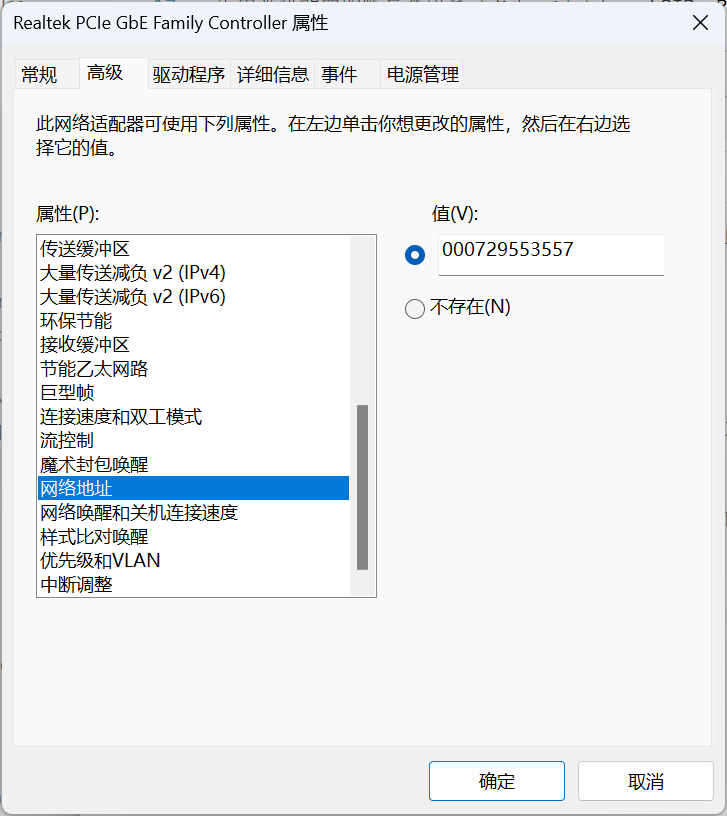 Realtek PCIe GbE Family Controller 属性
常规 高级 驱动程序 详细信息 事件 电源管理
此网络适配器可使用下列属性。在左边单击你想更改的属性，然后在右边选
择它的值。
属性(P):
值(V):
传送缓冲区
大量传送减负 v2 (IPv4)
大量传送减负 v2 (IPv6)
环保节能
接收缓冲区
节能乙太网路
巨型帧
连接速度和双工模式
流控制
魔术封包唤醒
网络地址
网络唤醒和关机连接速度
样式比对唤醒
优先级和VLAN
中断调整
000729553557
不存在(N)
确定 取消